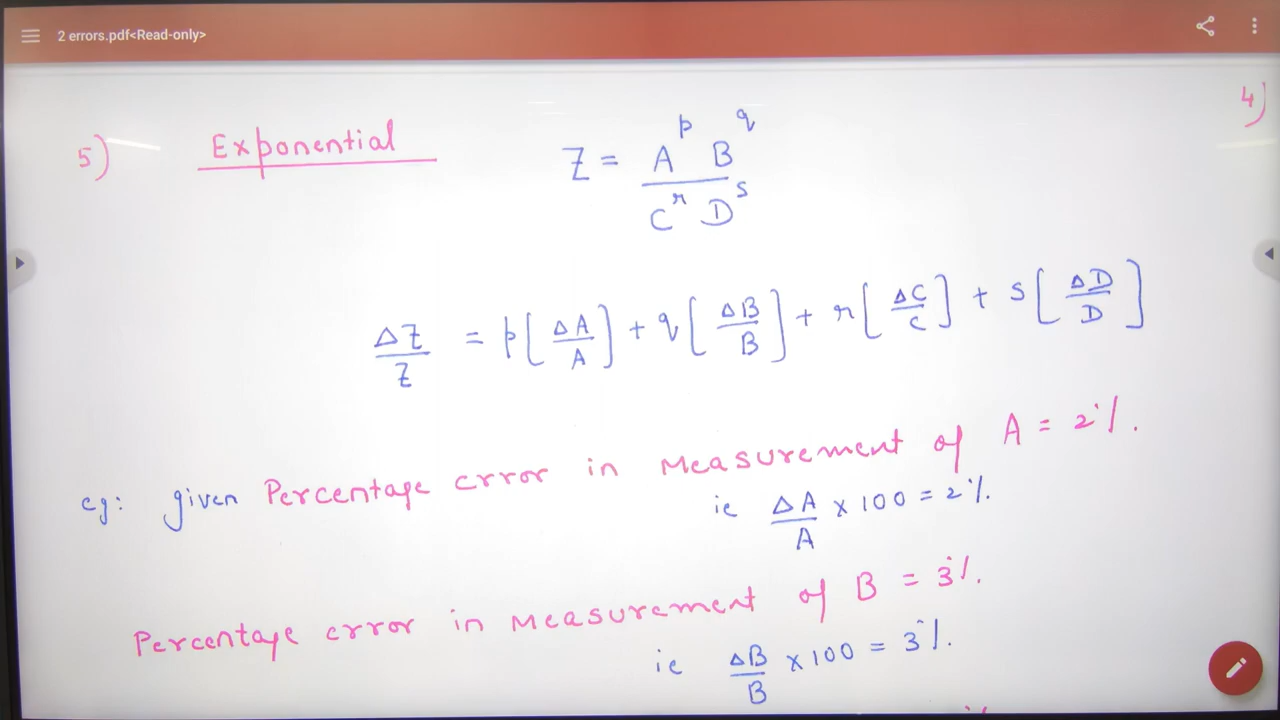 2 errors.pdf<Read-only>
4)
5) Exponential Z = A^p B^q / C^r D^s
ΔZ/Z = p[ΔA/A] + q[ΔB/B] + r[ΔC/C] + s[ΔD/D]
eg: given Percentage error in Measurement of A = 2%.
ie ΔA/A × 100 = 2%.
Percentage error in Measurement of B = 3%.
ie ΔB/B × 100 = 3%.